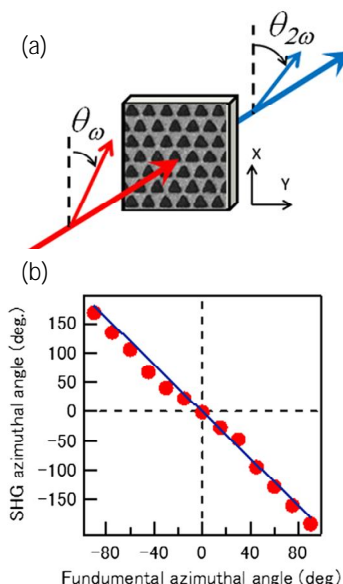 (a)
θω
θ2ω
X
Y
(b)
SHG azimuthal angle (deg.)
150
100
50
0
-50
-100
-150
-80
-40
0
40
80
Fundumental azimuthal angle (deg)